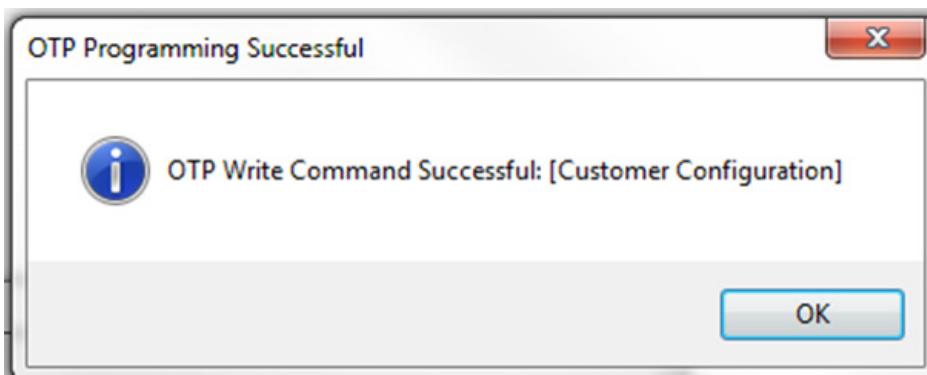 OTP Programming Successful
OTP Write Command Successful: [Customer Configuration]
OK